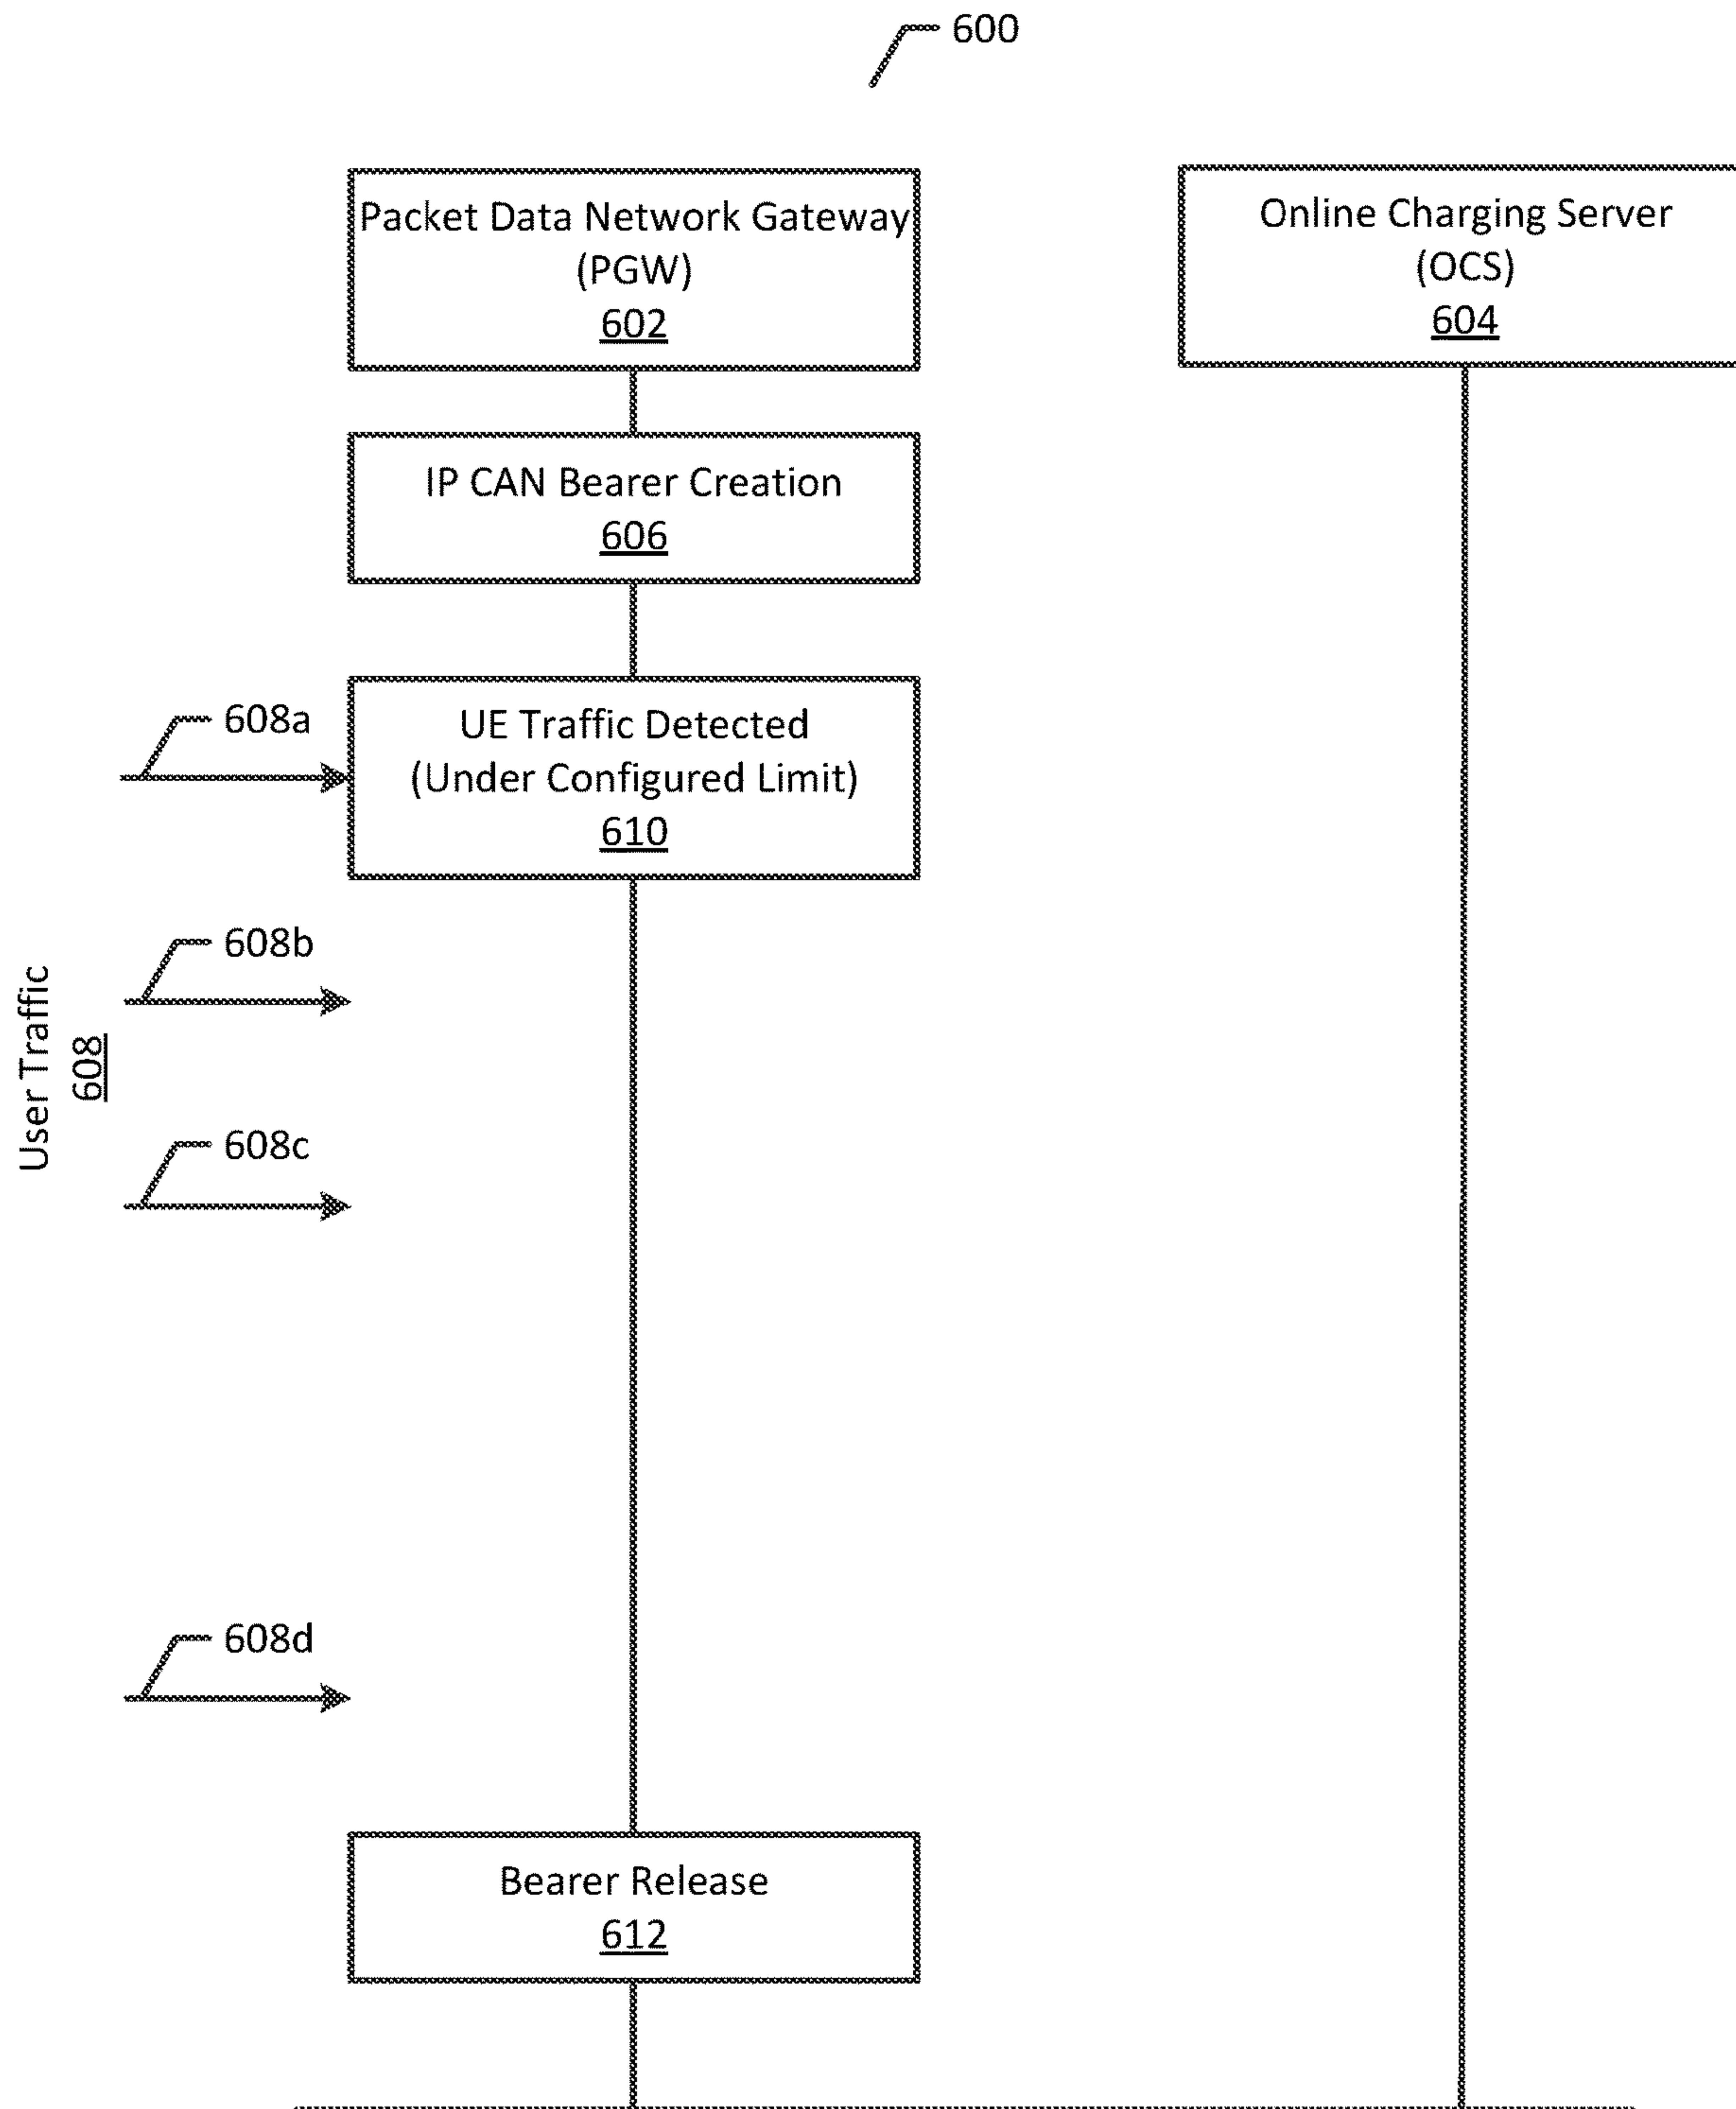 600
Packet Data Network Gateway
(PGW)
602
Online Charging Server
(OCS)
604
IP CAN Bearer Creation
606
608a
UE Traffic Detected
(Under Configured Limit)
610
608b
User Traffic
608
608c
608d
Bearer Release
612